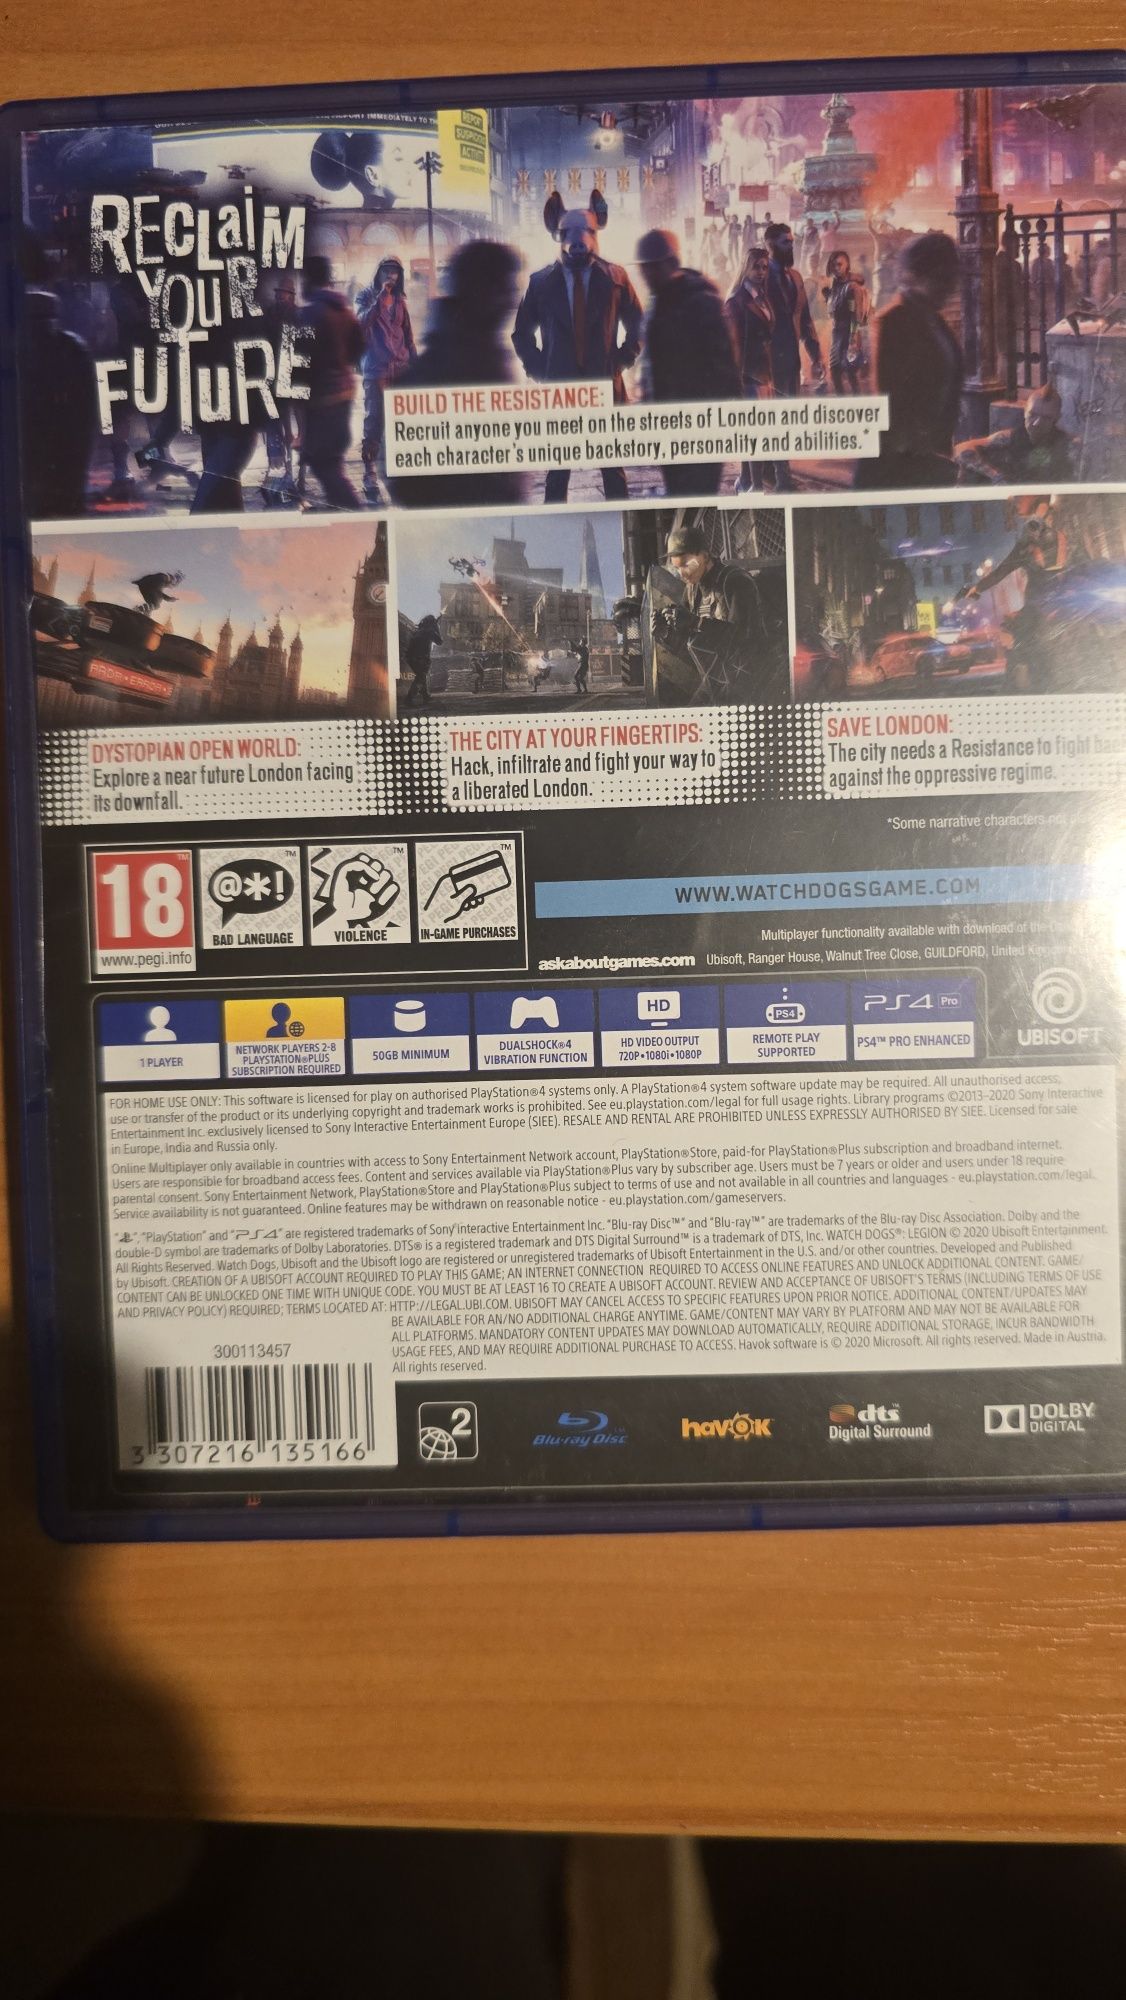 REPORT IMMEDIATELY TO TH
REPORT
SUSPICIOUS
ACTIVITY
RECLAIM
YOUR
FUTURE
BUILD THE RESISTANCE:
Recruit anyone you meet on the streets of London and discover
each character's unique backstory, personality and abilities.*
DYSTOPIAN OPEN WORLD:
Explore a near future London facing
its downfall.
THE CITY AT YOUR FINGERTIPS:
Hack, infiltrate and fight your way to
a liberated London.
SAVE LONDON:
The city needs a Resistance to fight
against the oppressive regime.
*Some narrative characters
18
www.pegi.info
BAD LANGUAGE
VIOLENCE
IN-GAME PURCHASES
WWW.WATCHDOGSGAME.COM
Multiplayer functionality available with download of the
askaboutgames.com Ubisoft, Ranger House, Walnut Tree Close, GUILDFORD, United
1 PLAYER
NETWORK PLAYERS 2-8
PLAYSTATION®PLUS
SUBSCRIPTION REQUIRED
50GB MINIMUM
DUALSHOCK®4
VIBRATION FUNCTION
HD
HD VIDEO OUTPUT
720P•1080i•1080P
PS4
REMOTE PLAY
SUPPORTED
PS4 Pro
PS4™ PRO ENHANCED
UBISOFT
FOR HOME USE ONLY: This software is licensed for play on authorised PlayStation®4 systems only. A PlayStation®4 system software update may be required. All unauthorised access,
use or transfer of the product or its underlying copyright and trademark works is prohibited. See eu.playstation.com/legal for full usage rights. Library programs ©2013-2020 Sony Interactive
Entertainment Inc. exclusively licensed to Sony Interactive Entertainment Europe (SIEE). RESALE AND RENTAL ARE PROHIBITED UNLESS EXPRESSLY AUTHORISED BY SIEE. Licensed for sale
in Europe, India and Russia only.
Online Multiplayer only available in countries with access to Sony Entertainment Network account, PlayStation®Store, paid-for PlayStation®Plus subscription and broadband internet.
Users are responsible for broadband access fees. Content and services available via PlayStation®Plus vary by subscriber age. Users must be 7 years or older and users under 18 require
parental consent. Sony Entertainment Network, PlayStation®Store and PlayStation®Plus subject to terms of use and not available in all countries and languages - eu.playstation.com/legal.
Service availability is not guaranteed. Online features may be withdrawn on reasonable notice - eu.playstation.com/gameservers.
"", "PlayStation" and "PS4" are registered trademarks of Sony Interactive Entertainment Inc. "Blu-ray Disc™" and "Blu-ray™" are trademarks of the Blu-ray Disc Association. Dolby and the
double-D symbol are trademarks of Dolby Laboratories. DTS® is a registered trademark and DTS Digital Surround™ is a trademark of DTS, Inc. WATCH DOGS®: LEGION © 2020 Ubisoft Entertainment.
All Rights Reserved. Watch Dogs, Ubisoft and the Ubisoft logo are registered or unregistered trademarks of Ubisoft Entertainment in the U.S. and/or other countries. Developed and Published
by Ubisoft. CREATION OF A UBISOFT ACCOUNT REQUIRED TO PLAY THIS GAME; AN INTERNET CONNECTION REQUIRED TO ACCESS ONLINE FEATURES AND UNLOCK ADDITIONAL CONTENT. GAME/
CONTENT CAN BE UNLOCKED ONE TIME WITH UNIQUE CODE. YOU MUST BE AT LEAST 16 TO CREATE A UBISOFT ACCOUNT. REVIEW AND ACCEPTANCE OF UBISOFT'S TERMS (INCLUDING TERMS OF USE
AND PRIVACY POLICY) REQUIRED; TERMS LOCATED AT: HTTP://LEGAL.UBI.COM. UBISOFT MAY CANCEL ACCESS TO SPECIFIC FEATURES UPON PRIOR NOTICE. ADDITIONAL CONTENT/UPDATES MAY
BE AVAILABLE FOR AN/NO ADDITIONAL CHARGE ANYTIME. GAME/CONTENT MAY VARY BY PLATFORM AND MAY NOT BE AVAILABLE FOR
ALL PLATFORMS. MANDATORY CONTENT UPDATES MAY DOWNLOAD AUTOMATICALLY, REQUIRE ADDITIONAL STORAGE, INCUR BANDWIDTH
USAGE FEES, AND MAY REQUIRE ADDITIONAL PURCHASE TO ACCESS. Havok software is © 2020 Microsoft. All rights reserved. Made in Austria.
All rights reserved.
300113457
3 307216 135166
2
Blu-ray Disc
havok
dts
Digital Surround
DOLBY
DIGITAL